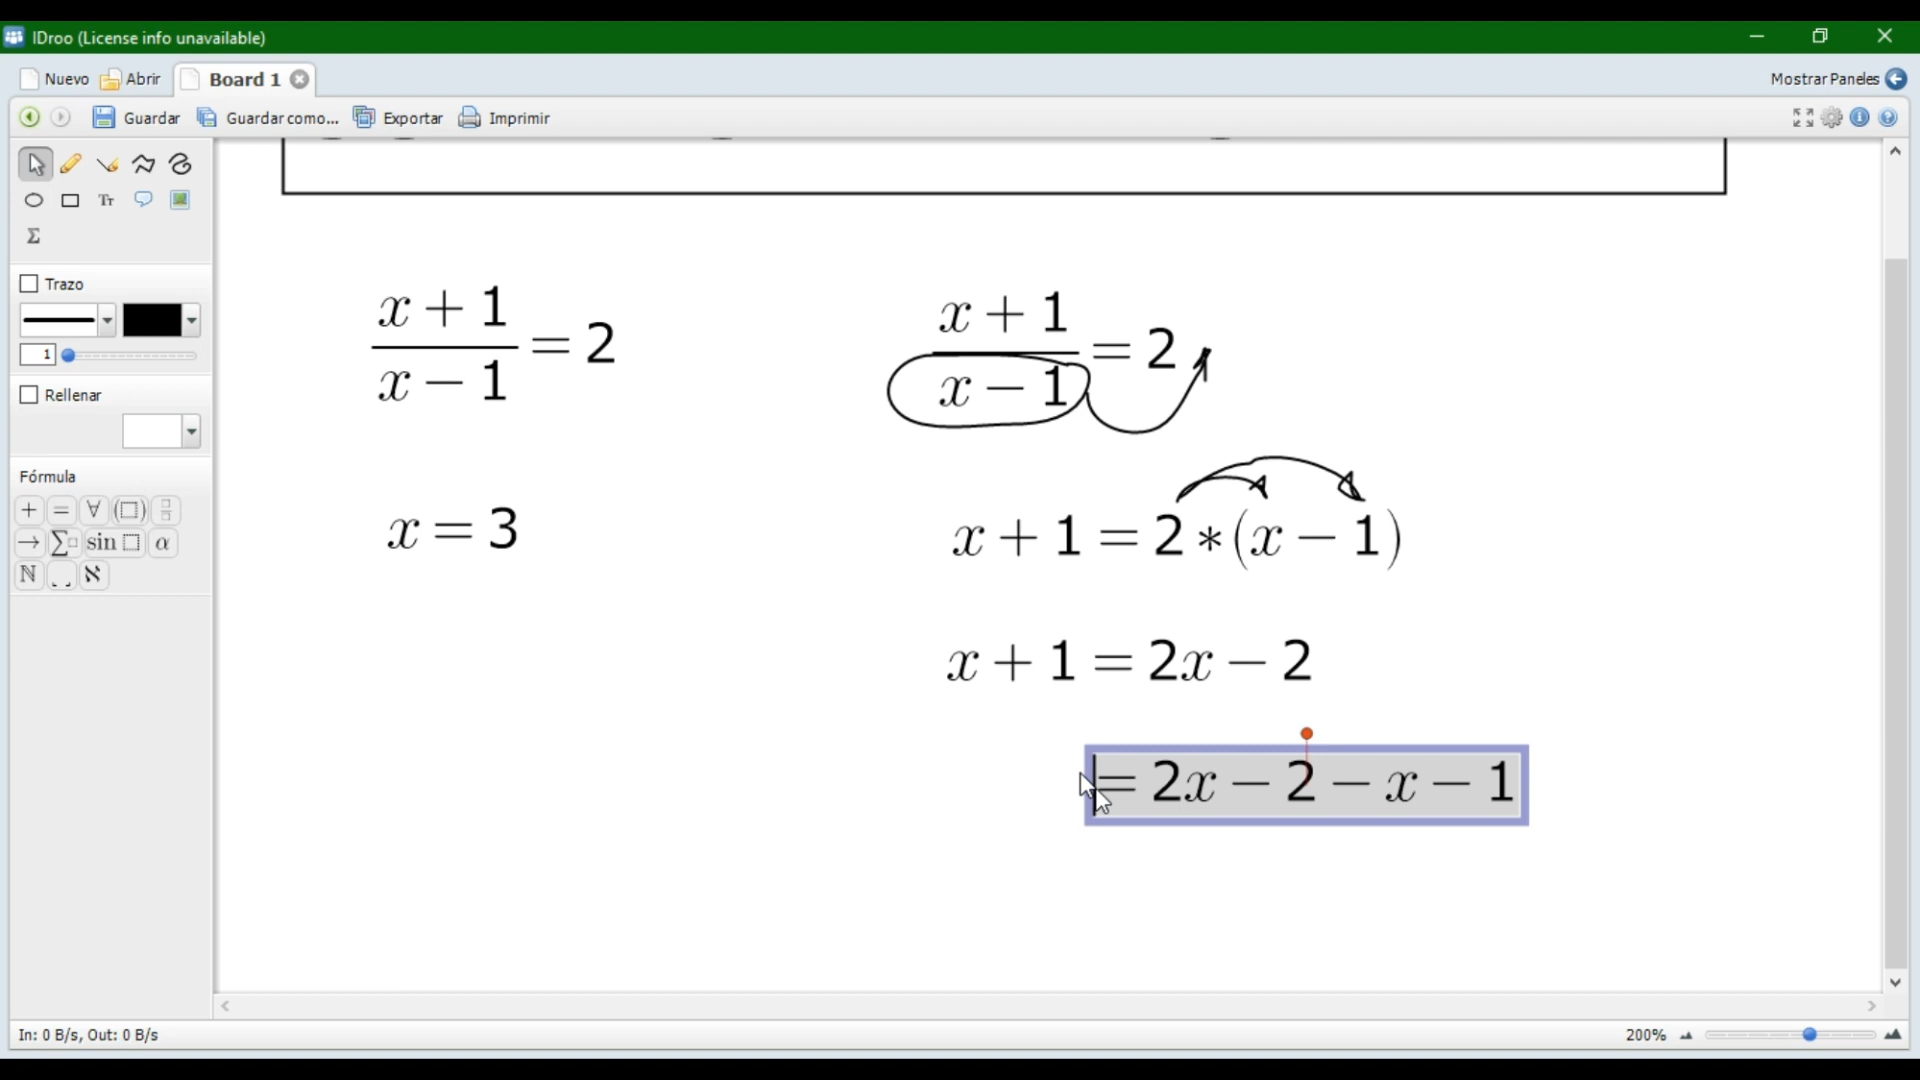 IDroo (License info unavailable)
Nuevo Abrir Board 1 Mostrar Paneles
Guardar Guardar como... Exportar Imprimir
Tr
Σ
Trazo
1
Rellenar
Fórmula
+ = ∀ (□) □/□
→ Σ□ sin □ α
ℕ ℵ
(x + 1)/(x − 1) = 2
x = 3
(x + 1)/(x − 1) = 2
x + 1 = 2 * (x − 1)
x + 1 = 2x − 2
= 2x − 2 − x − 1
In: 0 B/s, Out: 0 B/s 200%